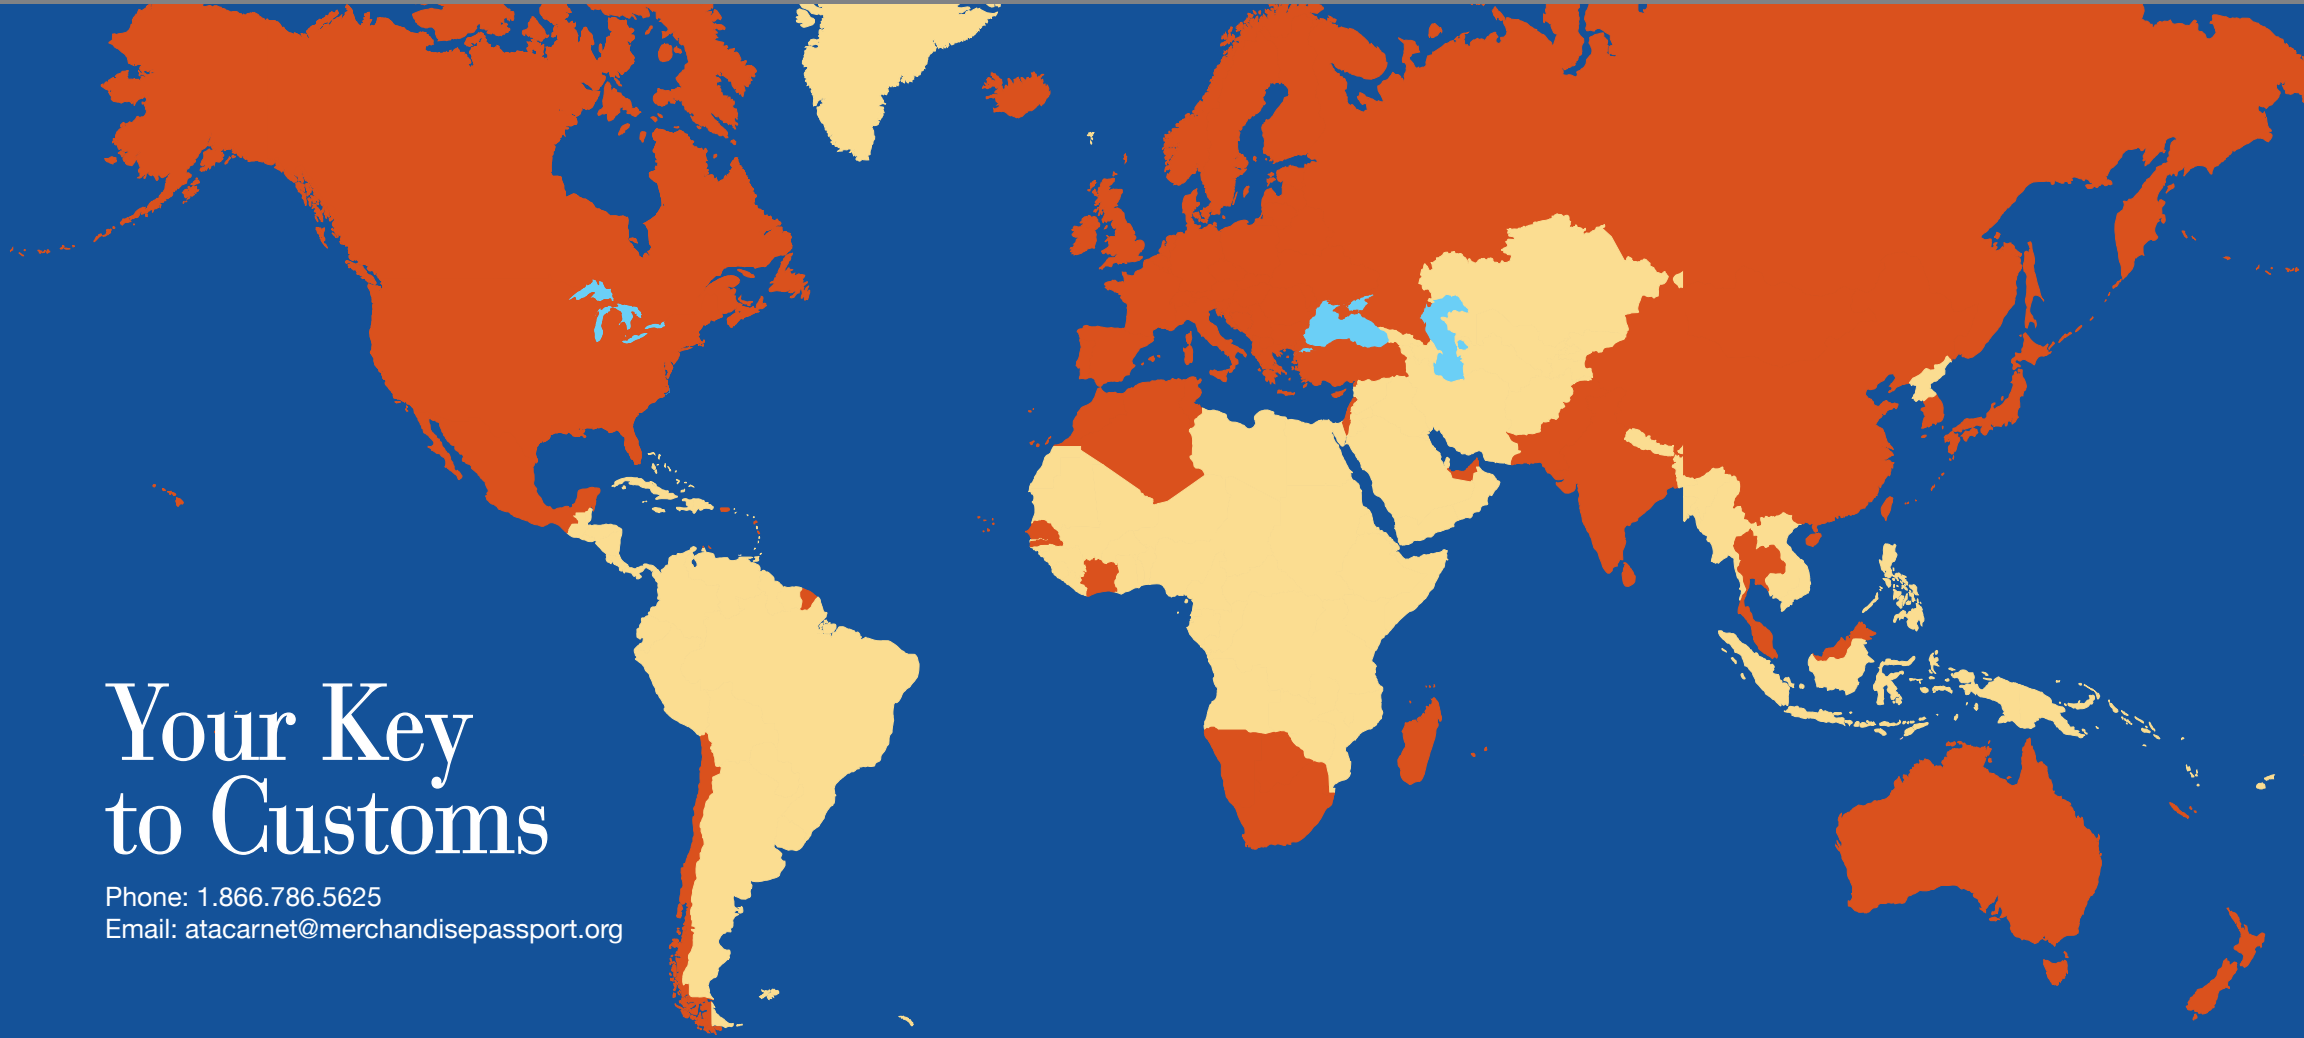 Your Key
to Customs
Phone: 1.866.786.5625
Email: atacarnet@merchandisepassport.org